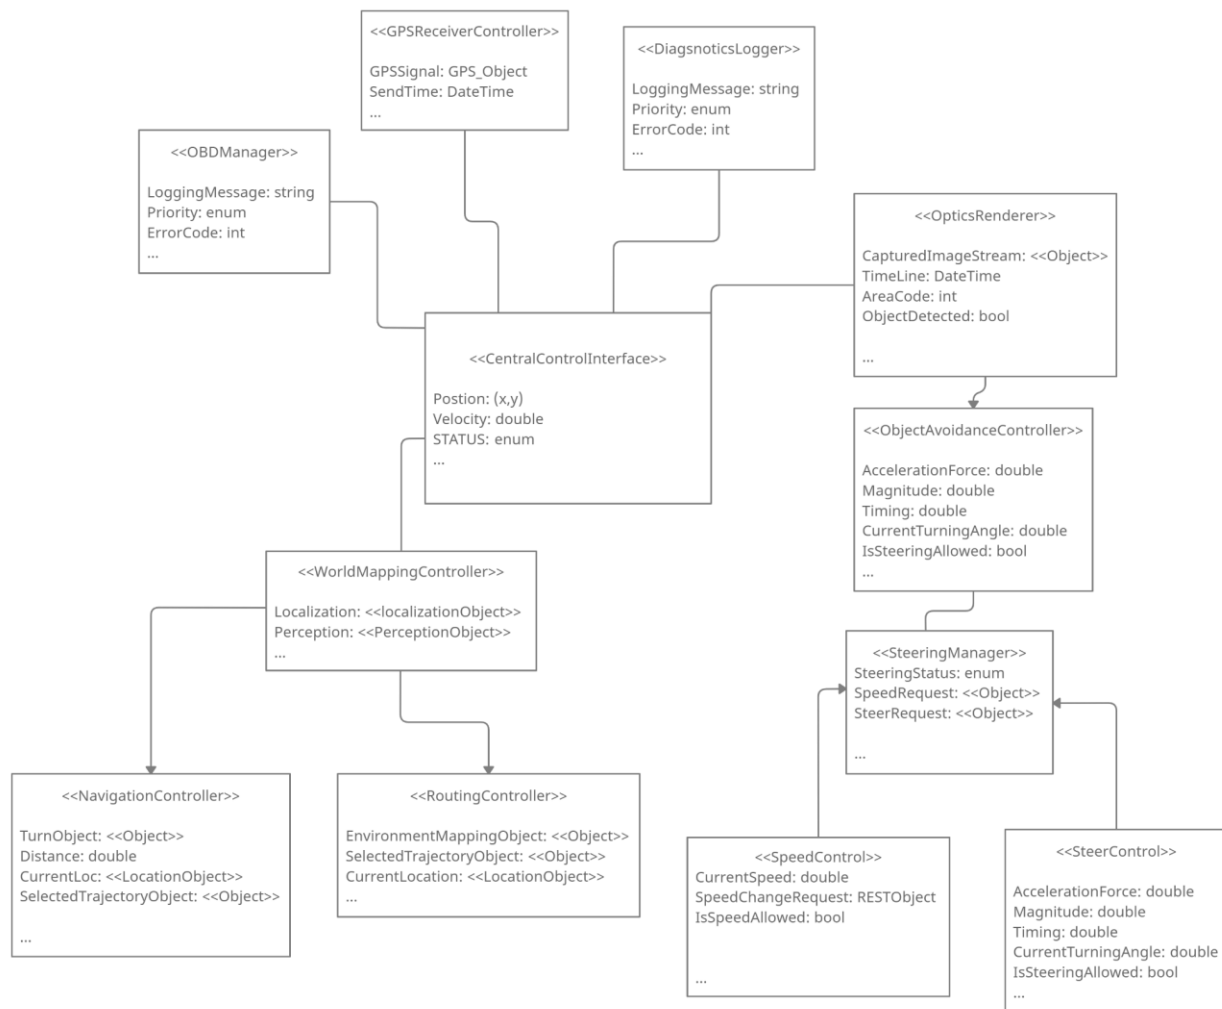 <<GPSReceiverController>>
GPSSignal: GPS_Object
SendTime: DateTime
...
<<DiagsnoticsLogger>>
LoggingMessage: string
Priority: enum
ErrorCode: int
...
<<OBDManager>>
LoggingMessage: string
Priority: enum
ErrorCode: int
...
<<OpticsRenderer>>
CapturedImageStream: <<Object>>
TimeLine: DateTime
AreaCode: int
ObjectDetected: bool
...
<<CentralControlInterface>>
Postion: (x,y)
Velocity: double
STATUS: enum
...
<<ObjectAvoidanceController>>
AccelerationForce: double
Magnitude: double
Timing: double
CurrentTurningAngle: double
IsSteeringAllowed: bool
...
<<WorldMappingController>>
Localization: <<localizationObject>>
Perception: <<PerceptionObject>>
...
<<SteeringManager>>
SteeringStatus: enum
SpeedRequest: <<Object>>
SteerRequest: <<Object>>
...
<<NavigationController>>
TurnObject: <<Object>>
Distance: double
CurrentLoc: <<LocationObject>>
SelectedTrajectoryObject: <<Object>>
...
<<RoutingController>>
EnvironmentMappingObject: <<Object>>
SelectedTrajectoryObject: <<Object>>
CurrentLocation: <<LocationObject>>
...
<<SpeedControl>>
CurrentSpeed: double
SpeedChangeRequest: RESTObject
IsSpeedAllowed: bool
...
<<SteerControl>>
AccelerationForce: double
Magnitude: double
Timing: double
CurrentTurningAngle: double
IsSteeringAllowed: bool
...